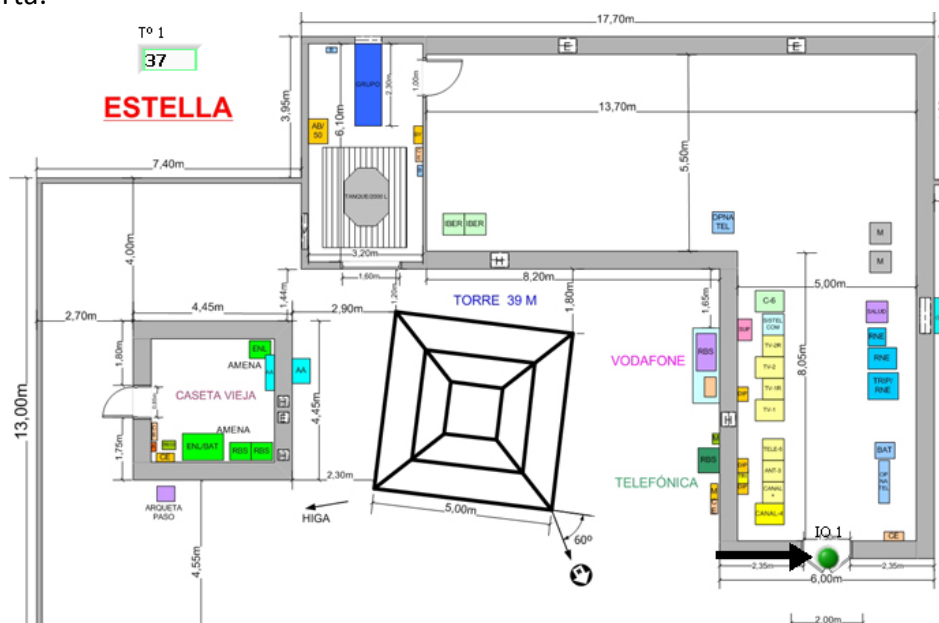 17,70m
Tº 1
37
ESTELLA
3,95m
GRUPO
2,30m
1,00m
6,10m
AB/
50
13,70m
5,50m
7,40m
TANQUE/2000 L
IBER IBER
DPNA
TEL
M
M
3,20m
4,00m
1,60m
8,20m
5,00m
1,44m
1,20m
TORRE 39 M
1,80m
1,65m
4,45m
2,90m
2,70m
C-6
SALUD
RNE
RNE
TRIP/
RNE
TV-2R
TV-2
TV-1R
TV-1
8,05m
VODAFONE
RBS
1,80m
ENL
AMENA
AA
AA
CASETA VIEJA
13,00m
4,45m
AMENA
ENL/BAT
RBS RBS
CE
1,75m
M
RBS
TELEFÓNICA
TELE-5
ANT-3
CANAL
+
CANAL-4
BAT
2,30m
ARQUETA
PASO
HIGA
5,00m
60º
M
CE
IO 1
4,55m
2,35m
2,35m
6,00m
2,00m